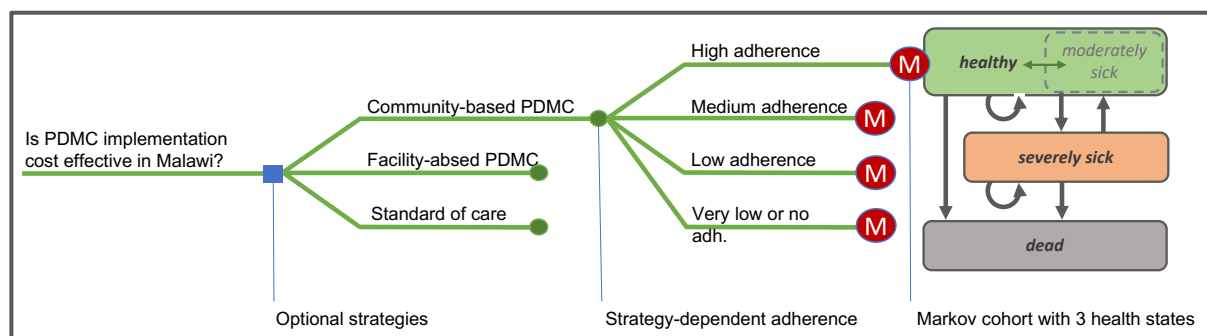 High adherence
M
healthy
moderately
sick
Community-based PDMC
Medium adherence
M
Is PDMC implementation
cost effective in Malawi?
Facility-absed PDMC
Low adherence
M
severely sick
Standard of care
Very low or no
adh.
M
dead
Optional strategies
Strategy-dependent adherence
Markov cohort with 3 health states